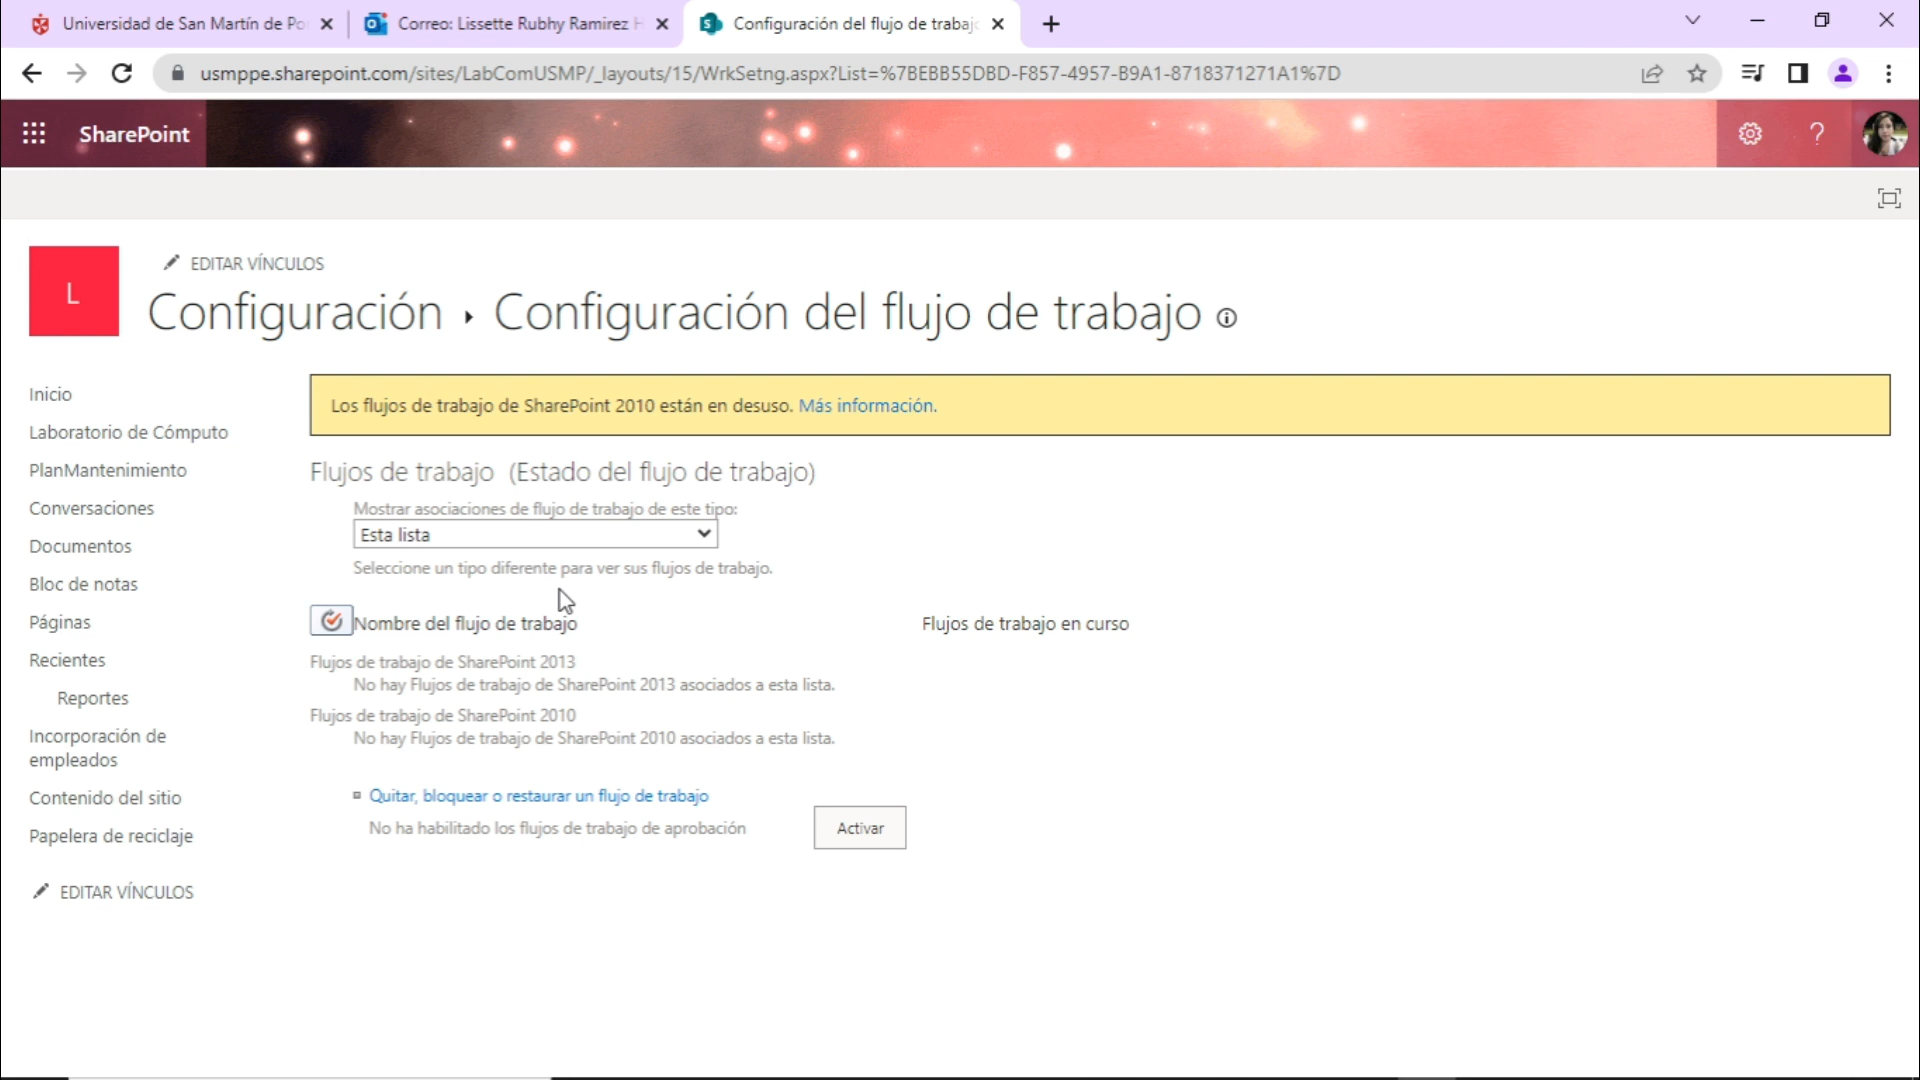 Universidad de San Martín de Po
Correo: Lissette Rubhy Ramirez H
Configuración del flujo de trabajo
usmppe.sharepoint.com/sites/LabComUSMP/_layouts/15/WrkSetng.aspx?List=%7BEBB55DBD-F857-4957-B9A1-8718371271A1%7D
SharePoint
?
L
EDITAR VÍNCULOS
Configuración ▸ Configuración del flujo de trabajo
Inicio
Laboratorio de Cómputo
PlanMantenimiento
Conversaciones
Documentos
Bloc de notas
Páginas
Recientes
Reportes
Incorporación de
empleados
Contenido del sitio
Papelera de reciclaje
EDITAR VÍNCULOS
Los flujos de trabajo de SharePoint 2010 están en desuso. Más información.
Flujos de trabajo (Estado del flujo de trabajo)
Mostrar asociaciones de flujo de trabajo de este tipo:
Esta lista
Seleccione un tipo diferente para ver sus flujos de trabajo.
Nombre del flujo de trabajo Flujos de trabajo en curso
Flujos de trabajo de SharePoint 2013
No hay Flujos de trabajo de SharePoint 2013 asociados a esta lista.
Flujos de trabajo de SharePoint 2010
No hay Flujos de trabajo de SharePoint 2010 asociados a esta lista.
Quitar, bloquear o restaurar un flujo de trabajo
No ha habilitado los flujos de trabajo de aprobación Activar